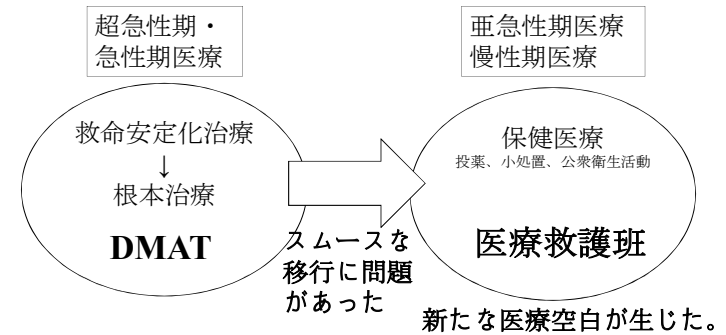 超急性期・
急性期医療
救命安定化治療
↓
根本治療
DMAT
スムースな
移行に問題
があった
亜急性期医療
慢性期医療
保健医療
投薬、小処置、公衆衛生活動
医療救護班
新たな医療空白が生じた。